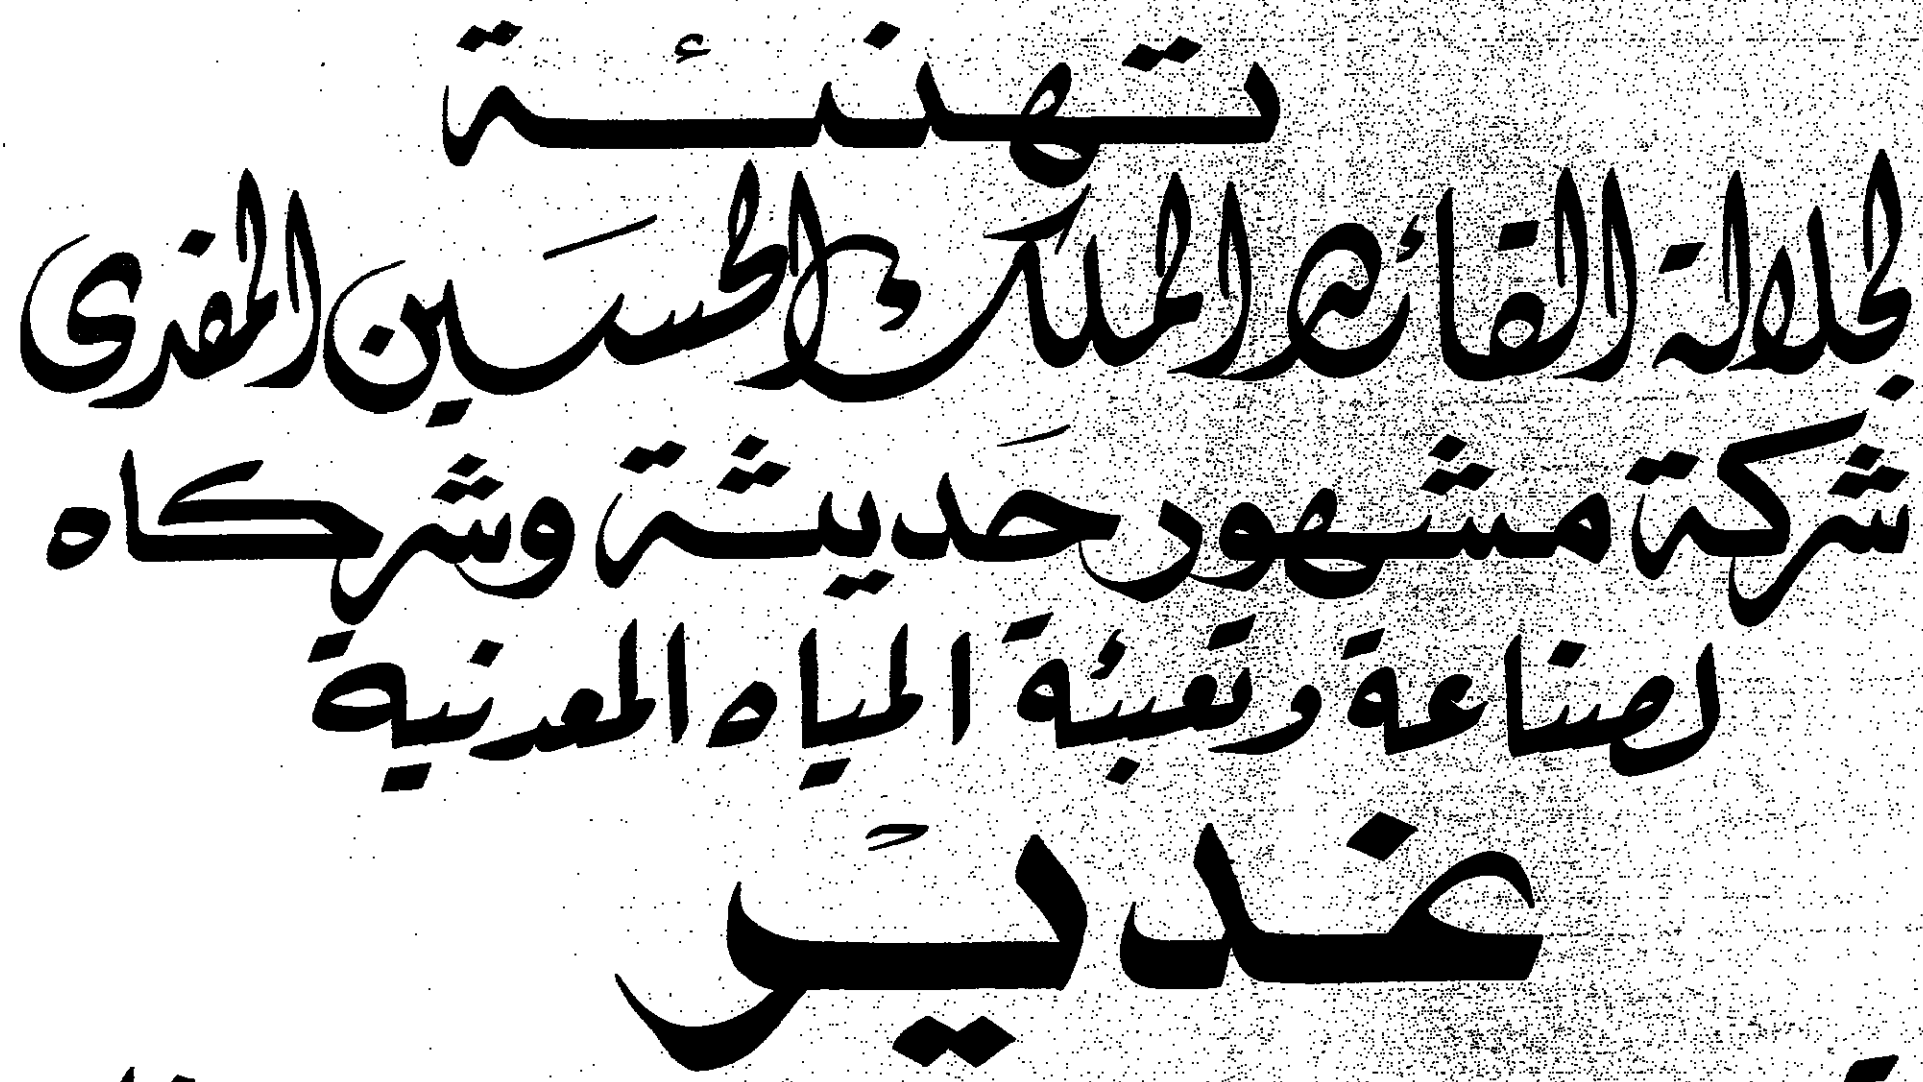 تهنئة
لجلالة القائد الملك الحسين المفدى
شركة مشهور حديثة وشركاه
لصناعة وتعبئة المياه المعدنية
غدير